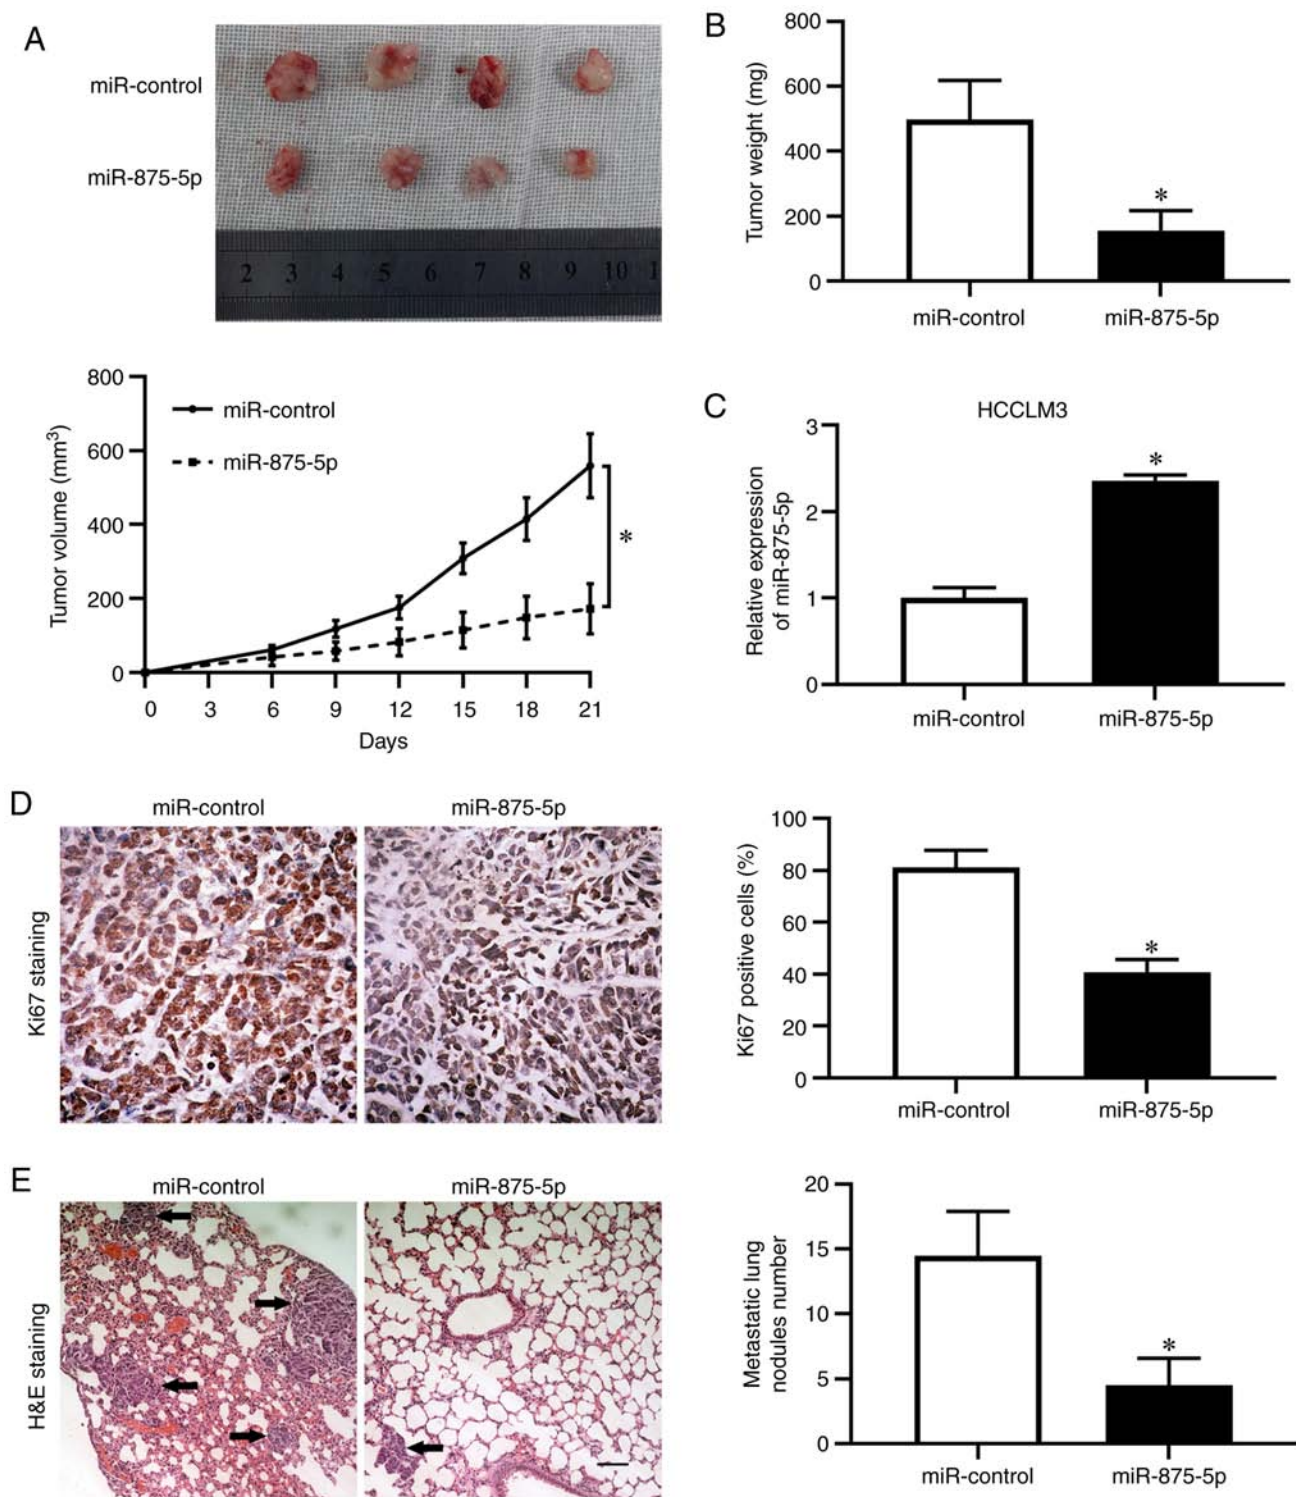 A
miR-control
miR-875-5p
2 3 4 5 6 7 8 9 10 1
800
600
400
200
0
Tumor volume (mm³)
miR-control
miR-875-5p
*
0 3 6 9 12 15 18 21
Days
B
800
600
400
200
0
Tumor weight (mg)
*
miR-control miR-875-5p
C
HCCLM3
3
2
1
0
Relative expression
of miR-875-5p
*
miR-control miR-875-5p
D
miR-control miR-875-5p
Ki67 staining
100
80
60
40
20
0
Ki67 positive cells (%)
*
miR-control miR-875-5p
E
miR-control miR-875-5p
H&E staining
20
15
10
5
0
Metastatic lung
nodules number
*
miR-control miR-875-5p